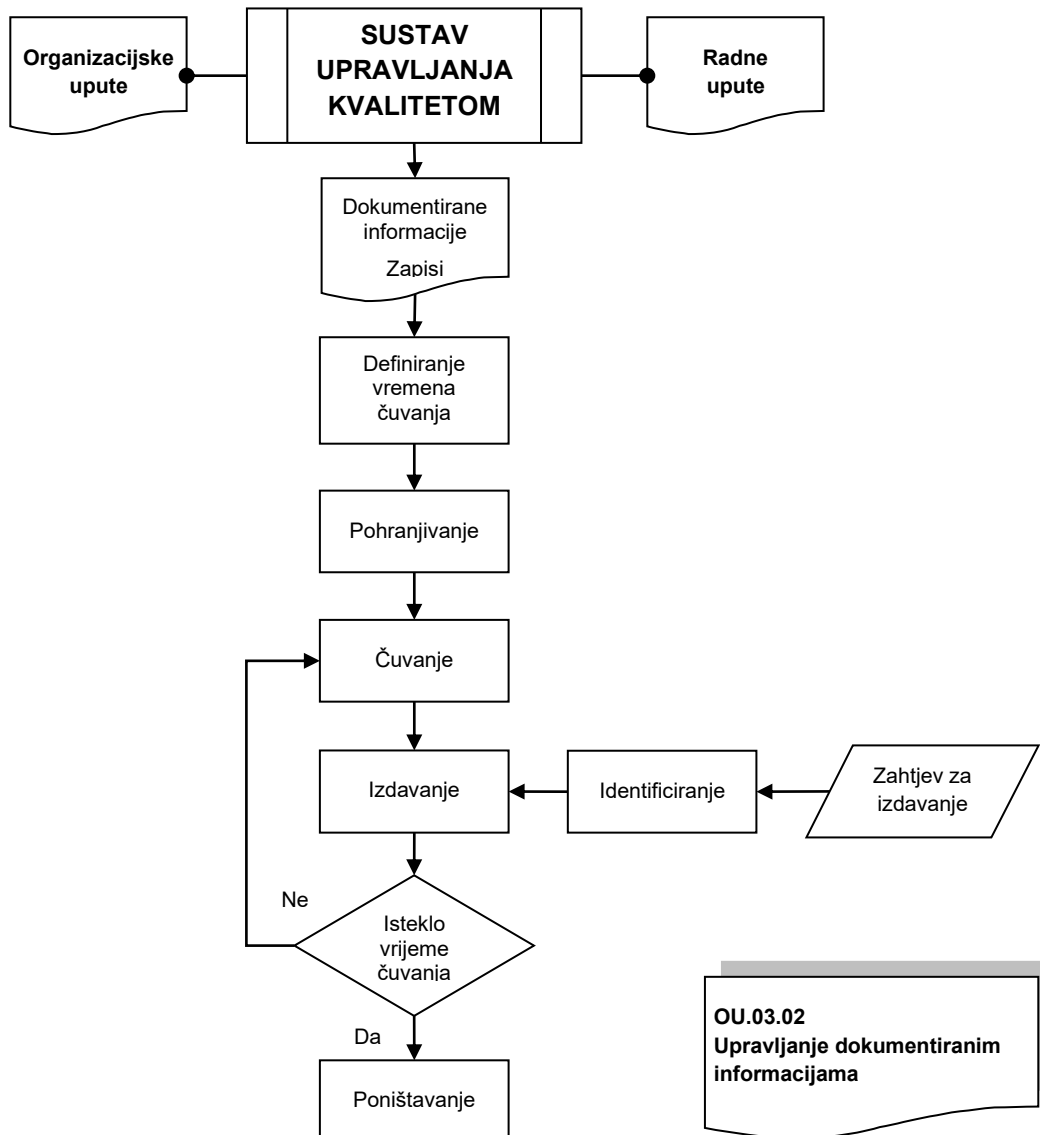 Organizacijske
upute
SUSTAV
UPRAVLJANJA
KVALITETOM
Radne
upute
Dokumentirane
informacije
Zapisi
Definiranje
vremena
čuvanja
Pohranjivanje
Čuvanje
Izdavanje
Identificiranje
Zahtjev za
izdavanje
Ne
Isteklo
vrijeme
čuvanja
Da
Poništavanje
OU.03.02
Upravljanje dokumentiranim
informacijama